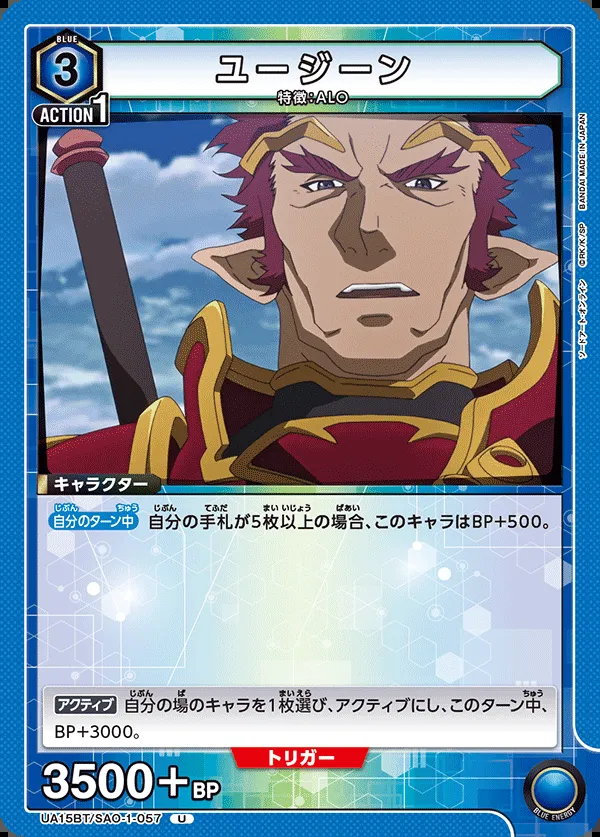 BLUE
3
ユージーン
特徴:ALO
ACTION 1
ソードアート・オンライン ©RK/K/SP BANDAI MADE IN JAPAN
キャラクター
自分のターン中 自分の手札が5枚以上の場合、このキャラはBP+500。
アクティブ 自分の場のキャラを1枚選び、アクティブにし、このターン中、
BP+3000。
トリガー
3500+BP
BLUE ENERGY
UA15BT/SAO-1-057 U